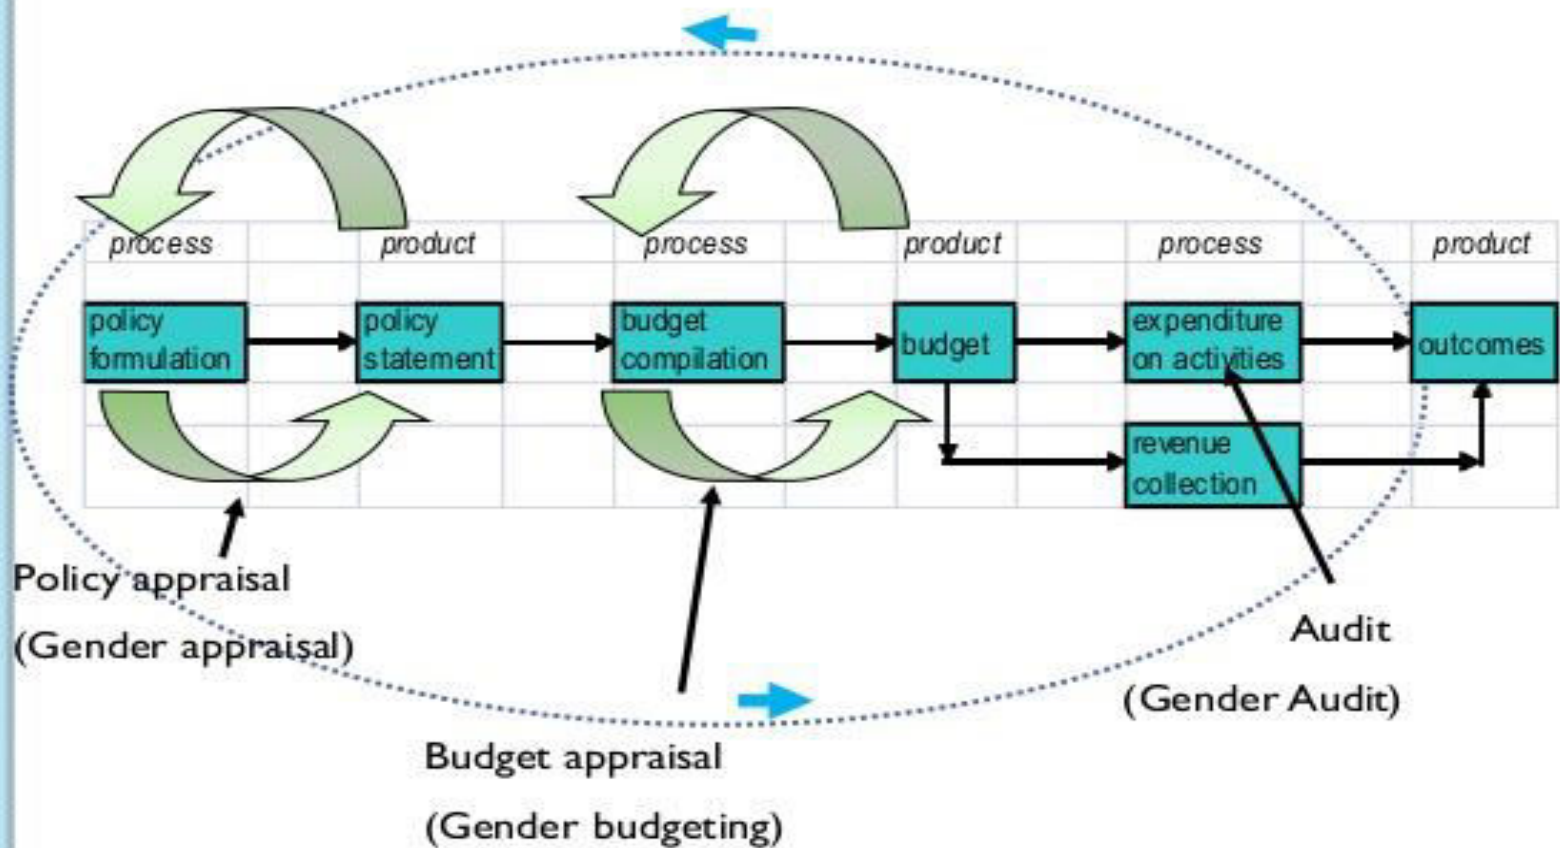 process product process product process product
policy
formulation
policy
statement
budget
compilation
budget
expenditure
on activities
outcomes
revenue
collection
Policy appraisal
(Gender appraisal)
Audit
(Gender Audit)
Budget appraisal
(Gender budgeting)